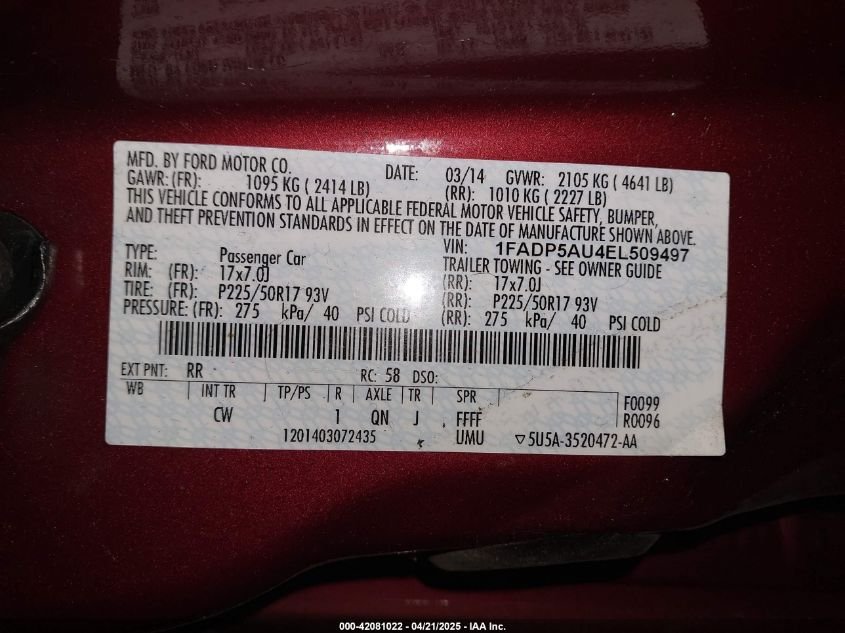 MFD. BY FORD MOTOR CO. DATE: 03/14 GVWR: 2105 KG ( 4641 LB)
GAWR: (FR): 1095 KG ( 2414 LB) (RR): 1010 KG ( 2227 LB)
THIS VEHICLE CONFORMS TO ALL APPLICABLE FEDERAL MOTOR VEHICLE SAFETY, BUMPER,
AND THEFT PREVENTION STANDARDS IN EFFECT ON THE DATE OF MANUFACTURE SHOWN ABOVE.
VIN: 1FADP5AU4EL509497
TYPE: Passenger Car TRAILER TOWING - SEE OWNER GUIDE
RIM: (FR): 17x7.0J (RR): 17x7.0J
TIRE: (FR): P225/50R17 93V (RR): P225/50R17 93V
PRESSURE: (FR): 275 kPa/ 40 PSI COLD (RR): 275 kPa/ 40 PSI COLD
EXT PNT: RR RC: 58 DSO:
WB INT TR TP/PS R AXLE TR SPR F0099
CW 1 QN J FFFF R0096
1201403072435 UMU ▽5U5A-3520472-AA
000-42081022 - 04/21/2025 - IAA Inc.